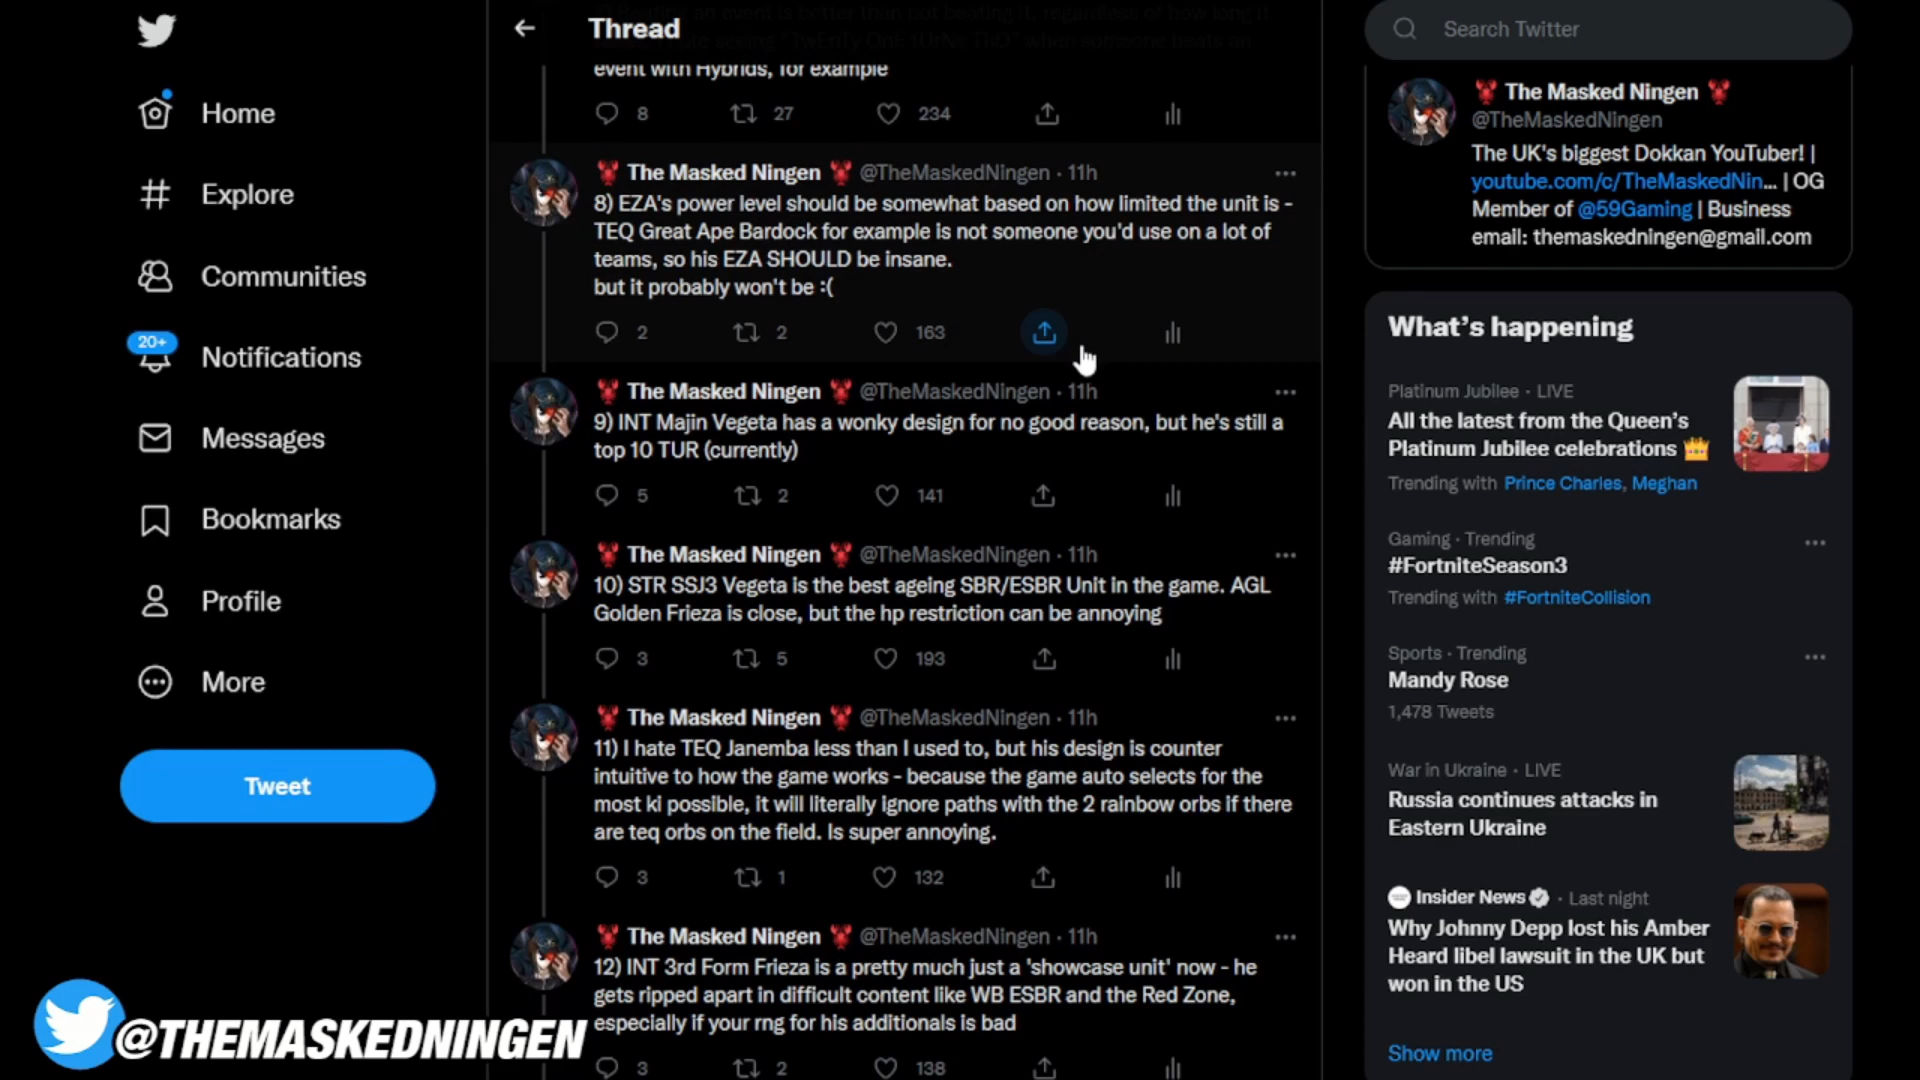 Thread
event with Hybrids, for example
8 27 234
The Masked Ningen @TheMaskedNingen · 11h
8) EZA's power level should be somewhat based on how limited the unit is -
TEQ Great Ape Bardock for example is not someone you'd use on a lot of
teams, so his EZA SHOULD be insane.
but it probably won't be :(
2 2 163
The Masked Ningen @TheMaskedNingen · 11h
9) INT Majin Vegeta has a wonky design for no good reason, but he's still a
top 10 TUR (currently)
5 2 141
The Masked Ningen @TheMaskedNingen · 11h
10) STR SSJ3 Vegeta is the best ageing SBR/ESBR Unit in the game. AGL
Golden Frieza is close, but the hp restriction can be annoying
3 5 193
The Masked Ningen @TheMaskedNingen · 11h
11) I hate TEQ Janemba less than I used to, but his design is counter
intuitive to how the game works - because the game auto selects for the
most ki possible, it will literally ignore paths with the 2 rainbow orbs if there
are teq orbs on the field. Is super annoying.
3 1 132
The Masked Ningen @TheMaskedNingen · 11h
12) INT 3rd Form Frieza is a pretty much just a 'showcase unit' now - he
gets ripped apart in difficult content like WB ESBR and the Red Zone,
especially if your rng for his additionals is bad
3 2 138
Home
Explore
Communities
20+
Notifications
Messages
Bookmarks
Profile
More
Tweet
@THEMASKEDNINGEN
Search Twitter
The Masked Ningen
@TheMaskedNingen
The UK's biggest Dokkan YouTuber! |
youtube.com/c/TheMaskedNin... | OG
Member of @59Gaming | Business
email: themaskedningen@gmail.com
What's happening
Platinum Jubilee · LIVE
All the latest from the Queen's
Platinum Jubilee celebrations
Trending with Prince Charles, Meghan
Gaming · Trending
#FortniteSeason3
Trending with #FortniteCollision
Sports · Trending
Mandy Rose
1,478 Tweets
War in Ukraine · LIVE
Russia continues attacks in
Eastern Ukraine
Insider News · Last night
Why Johnny Depp lost his Amber
Heard libel lawsuit in the UK but
won in the US
Show more